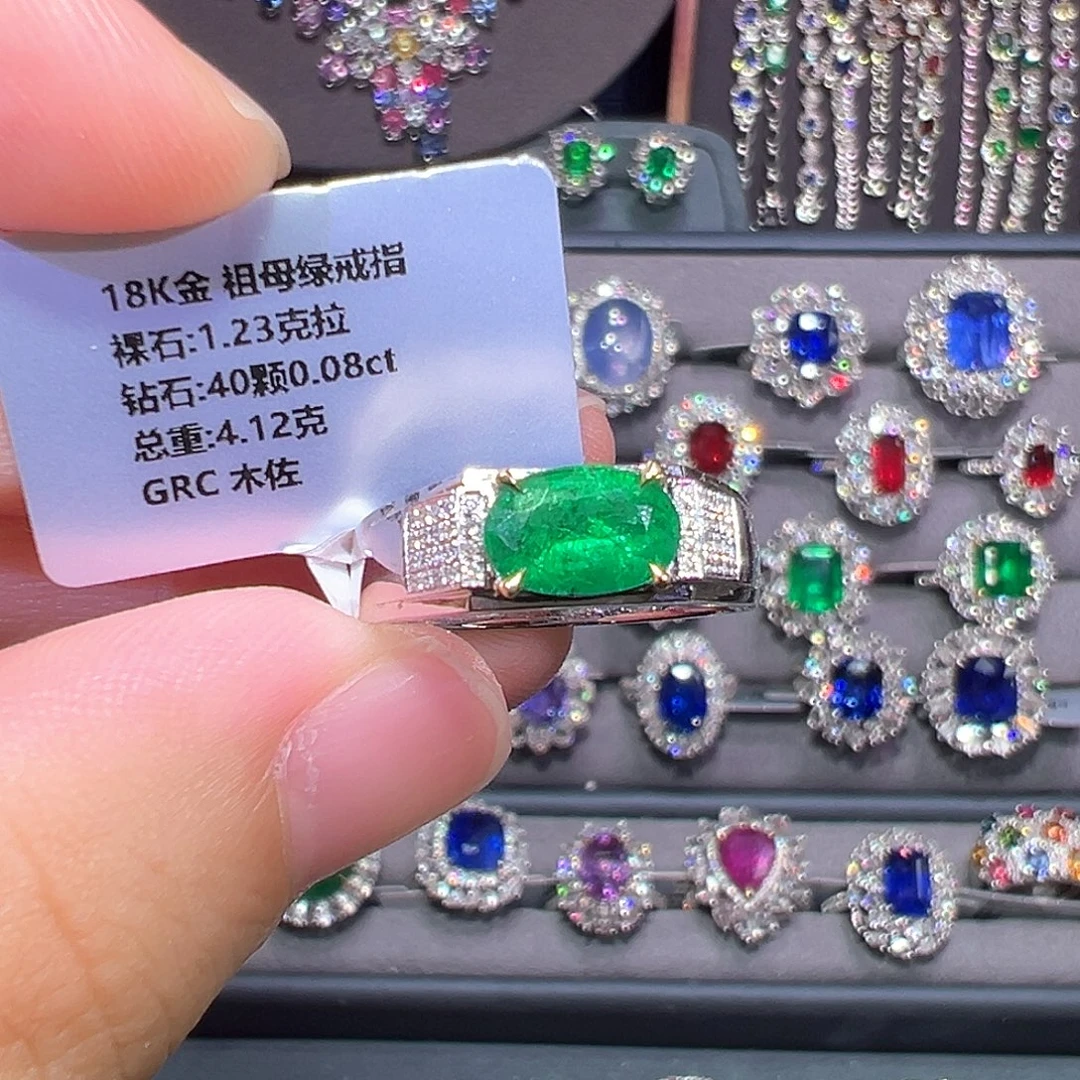 18K金 祖母绿戒指
裸石:1.23克拉
钻石:40颗0.08ct
总重:4.12克
GRC 木佐